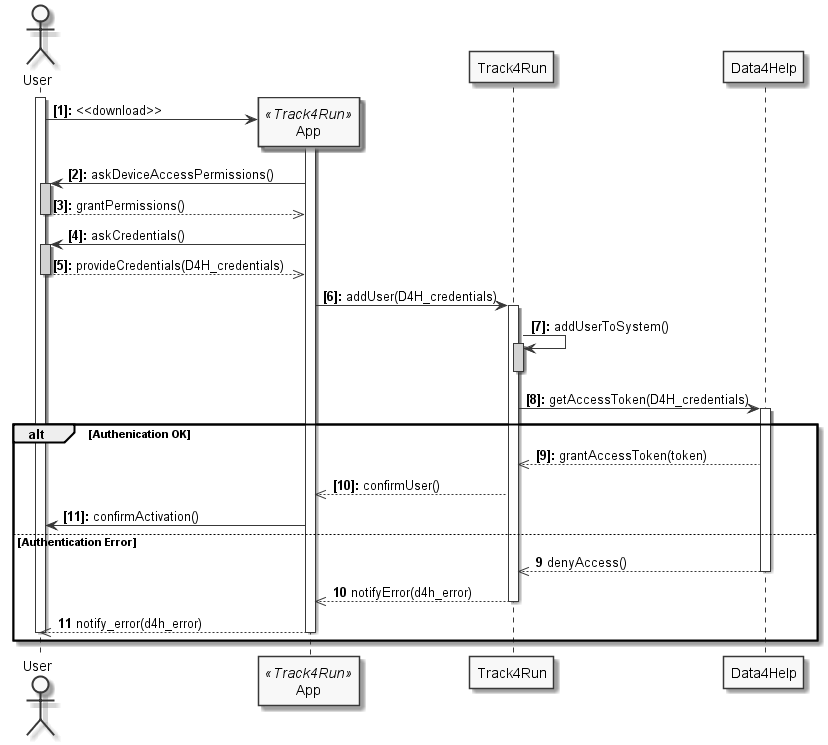 User
Track4Run
Data4Help
[1]: <<download>>
«Track4Run»
App
[2]: askDeviceAccessPermissions()
[3]: grantPermissions()
[4]: askCredentials()
[5]: provideCredentials(D4H_credentials)
[6]: addUser(D4H_credentials)
[7]: addUserToSystem()
[8]: getAccessToken(D4H_credentials)
alt [Authenication OK]
[9]: grantAccessToken(token)
[10]: confirmUser()
[11]: confirmActivation()
[Authentication Error]
9 denyAccess()
10 notifyError(d4h_error)
11 notify_error(d4h_error)
User
«Track4Run»
App
Track4Run
Data4Help